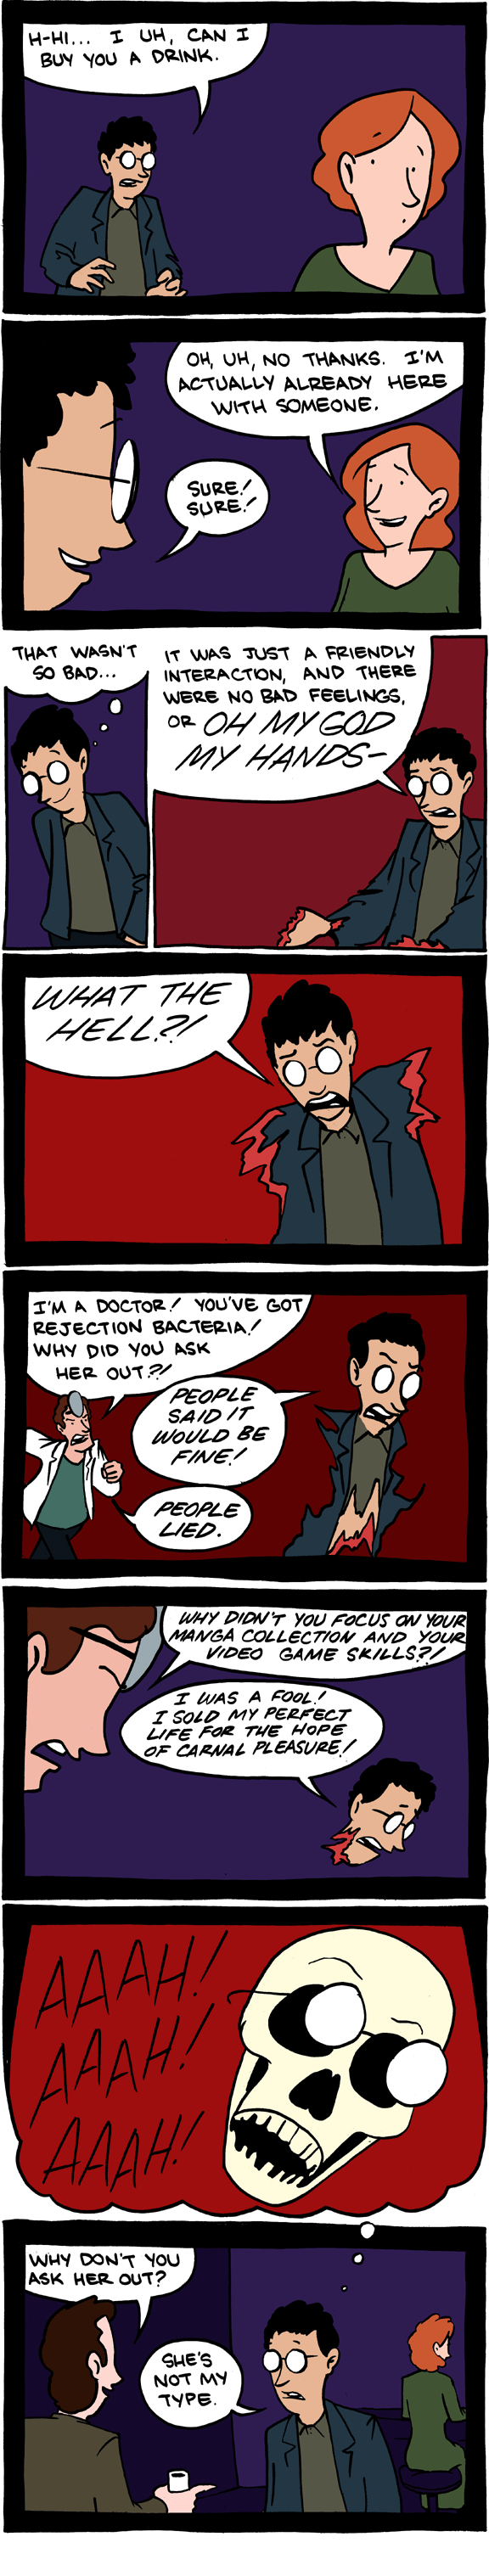 H-HI... I UH, CAN I
BUY YOU A DRINK.
OH, UH, NO THANKS. I'M
ACTUALLY ALREADY HERE
WITH SOMEONE.
SURE!
SURE!
THAT WASN'T
SO BAD...
IT WAS JUST A FRIENDLY
INTERACTION, AND THERE
WERE NO BAD FEELINGS,
OR OH MY GOD
MY HANDS-
WHAT THE
HELL?!
I'M A DOCTOR! YOU'VE GOT
REJECTION BACTERIA!
WHY DID YOU ASK
HER OUT?!
PEOPLE
SAID IT
WOULD BE
FINE!
PEOPLE
LIED.
WHY DIDN'T YOU FOCUS ON YOUR
MANGA COLLECTION AND YOUR
VIDEO GAME SKILLS?!
I WAS A FOOL!
I SOLD MY PERFECT
LIFE FOR THE HOPE
OF CARNAL PLEASURE!
AAAH!
AAAH!
AAAH!
WHY DON'T YOU
ASK HER OUT?
SHE'S
NOT MY
TYPE.